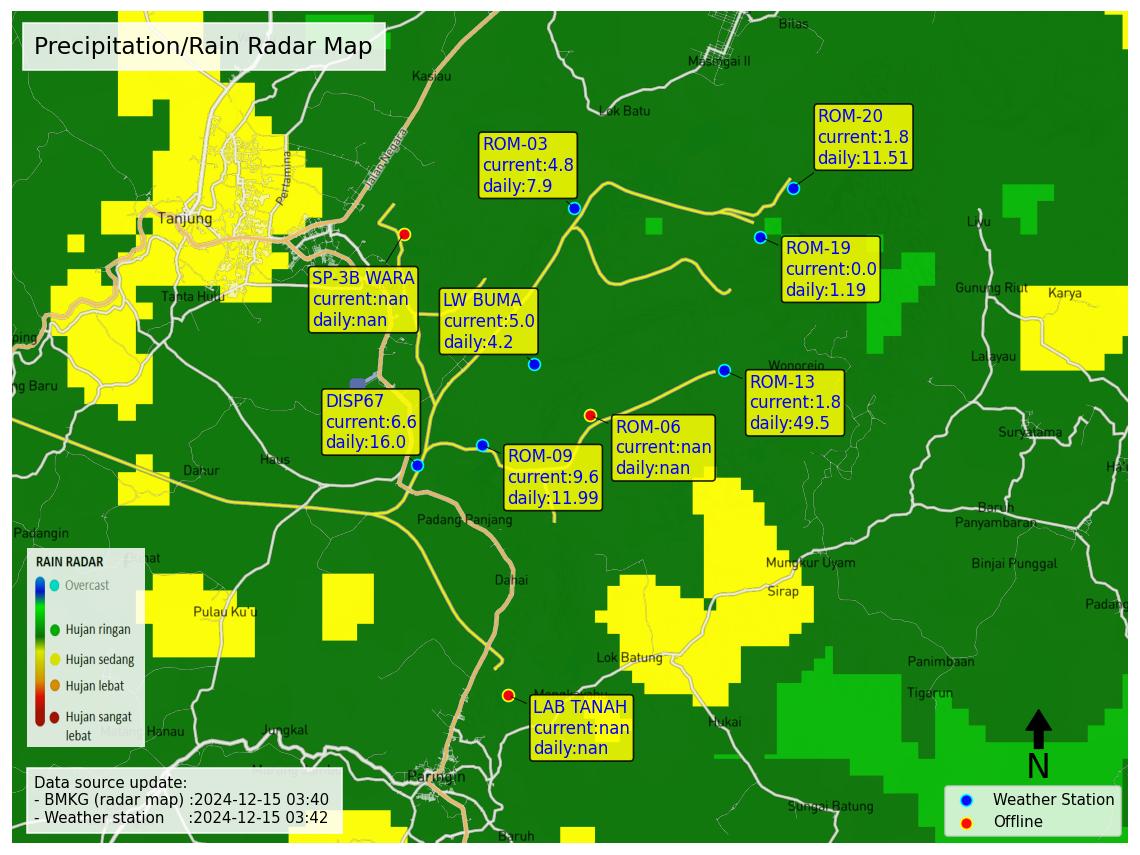 Precipitation/Rain Radar Map
Bilas
Masingai II
Kasiau
Lok Batu
Jalan Negara
Pertamina
Tanjung
Tanta Hulu
Liyu
Gunung Riut
Karya
Lalayau
Wonorejo
Suryatama
ping
ng Baru
ROM-20
current:1.8
daily:11.51
ROM-03
current:4.8
daily:7.9
ROM-19
current:0.0
daily:1.19
SP-3B WARA
current:nan
daily:nan
LW BUMA
current:5.0
daily:4.2
ROM-13
current:1.8
daily:49.5
DISP67
current:6.6
daily:16.0
ROM-06
current:nan
daily:nan
ROM-09
current:9.6
daily:11.99
Haus
Dahur
Padangin
Padang Panjang
Dahai
Baruh
Panyambaran
Binjai Punggal
Mungkur Uyam
Sirap
Padang
Pulau Ku'u
Lok Batung
Panimbaan
Tigarun
Hukai
LAB TANAH
current:nan
daily:nan
Jungkal
Hanau
Paringin
Sungai Batung
Baruh
RAIN RADAR
Overcast
Hujan ringan
Hujan sedang
Hujan lebat
Hujan sangat
lebat
Data source update:
- BMKG (radar map) :2024-12-15 03:40
- Weather station :2024-12-15 03:42
N
Weather Station
Offline